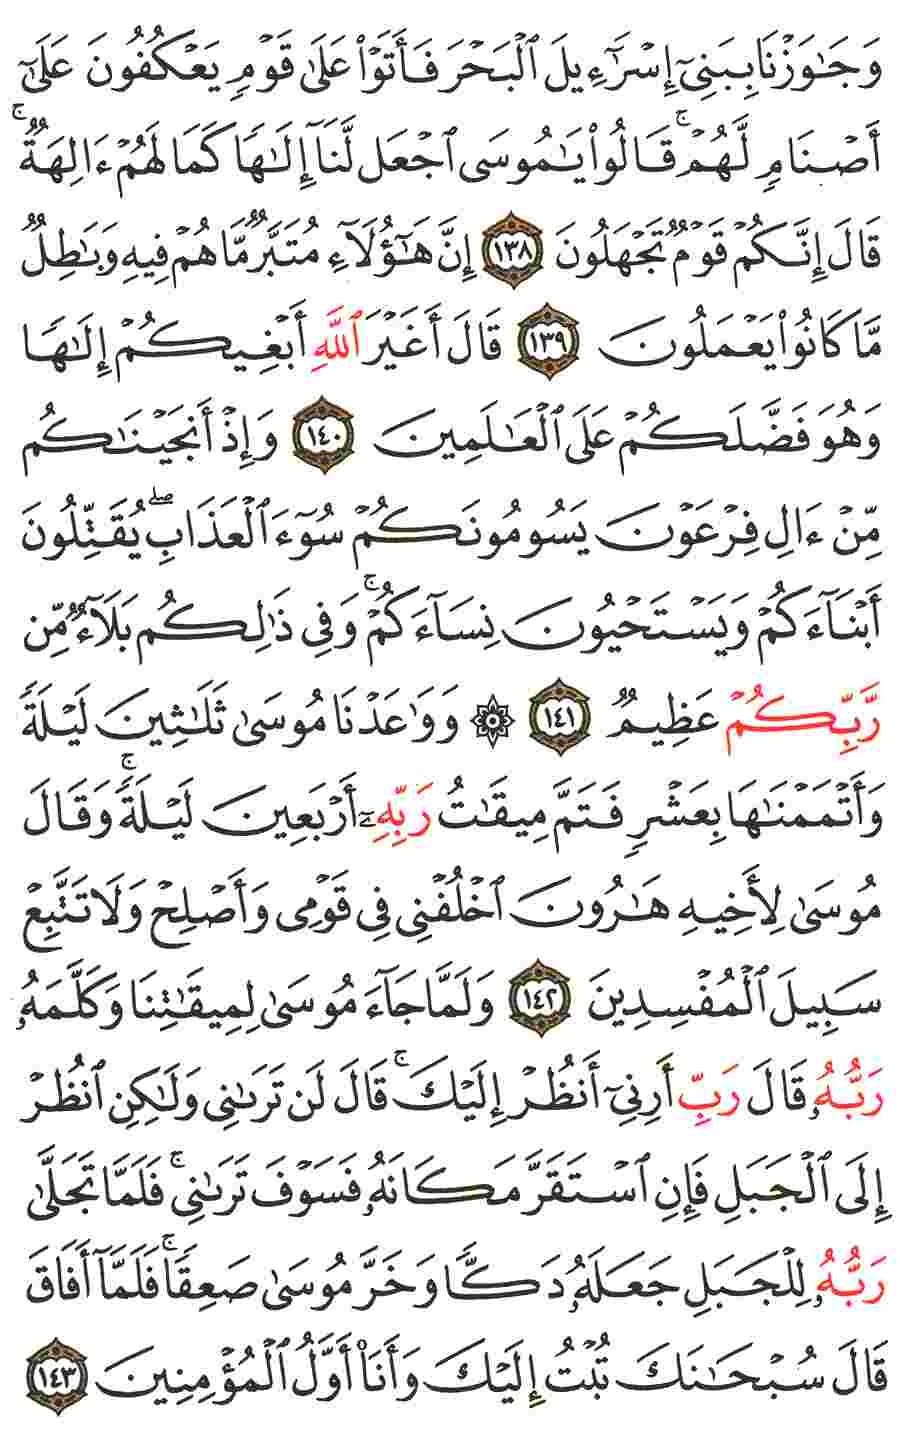 وَجَٰوَزْنَا بِبَنِىٓ إِسْرَٰٓءِيلَ ٱلْبَحْرَ فَأَتَوْا۟ عَلَىٰ قَوْمٍ يَعْكُفُونَ عَلَىٰٓ
أَصْنَامٍ لَّهُمْ ۚ قَالُوا۟ يَٰمُوسَى ٱجْعَل لَّنَآ إِلَٰهًا كَمَا لَهُمْ ءَالِهَةٌ ۚ
قَالَ إِنَّكُمْ قَوْمٌ تَجْهَلُونَ ١٣٨ إِنَّ هَٰٓؤُلَآءِ مُتَبَّرٌ مَّا هُمْ فِيهِ وَبَٰطِلٌ
مَّا كَانُوا۟ يَعْمَلُونَ ١٣٩ قَالَ أَغَيْرَ ٱللَّهِ أَبْغِيكُمْ إِلَٰهًا
وَهُوَ فَضَّلَكُمْ عَلَى ٱلْعَٰلَمِينَ ١٤٠ وَإِذْ أَنجَيْنَٰكُم
مِّنْ ءَالِ فِرْعَوْنَ يَسُومُونَكُمْ سُوٓءَ ٱلْعَذَابِ ۖ يُقَتِّلُونَ
أَبْنَآءَكُمْ وَيَسْتَحْيُونَ نِسَآءَكُمْ ۚ وَفِى ذَٰلِكُم بَلَآءٌ مِّن
رَّبِّكُمْ عَظِيمٌ ١٤١ ۞ وَوَٰعَدْنَا مُوسَىٰ ثَلَٰثِينَ لَيْلَةً
وَأَتْمَمْنَٰهَا بِعَشْرٍ فَتَمَّ مِيقَٰتُ رَبِّهِۦٓ أَرْبَعِينَ لَيْلَةً ۚ وَقَالَ
مُوسَىٰ لِأَخِيهِ هَٰرُونَ ٱخْلُفْنِى فِى قَوْمِى وَأَصْلِحْ وَلَا تَتَّبِعْ
سَبِيلَ ٱلْمُفْسِدِينَ ١٤٢ وَلَمَّا جَآءَ مُوسَىٰ لِمِيقَٰتِنَا وَكَلَّمَهُۥ
رَبُّهُۥ قَالَ رَبِّ أَرِنِىٓ أَنظُرْ إِلَيْكَ ۚ قَالَ لَن تَرَىٰنِى وَلَٰكِنِ ٱنظُرْ
إِلَى ٱلْجَبَلِ فَإِنِ ٱسْتَقَرَّ مَكَانَهُۥ فَسَوْفَ تَرَىٰنِى ۚ فَلَمَّا تَجَلَّىٰ
رَبُّهُۥ لِلْجَبَلِ جَعَلَهُۥ دَكًّا وَخَرَّ مُوسَىٰ صَعِقًا ۚ فَلَمَّآ أَفَاقَ
قَالَ سُبْحَٰنَكَ تُبْتُ إِلَيْكَ وَأَنَا۠ أَوَّلُ ٱلْمُؤْمِنِينَ ١٤٣